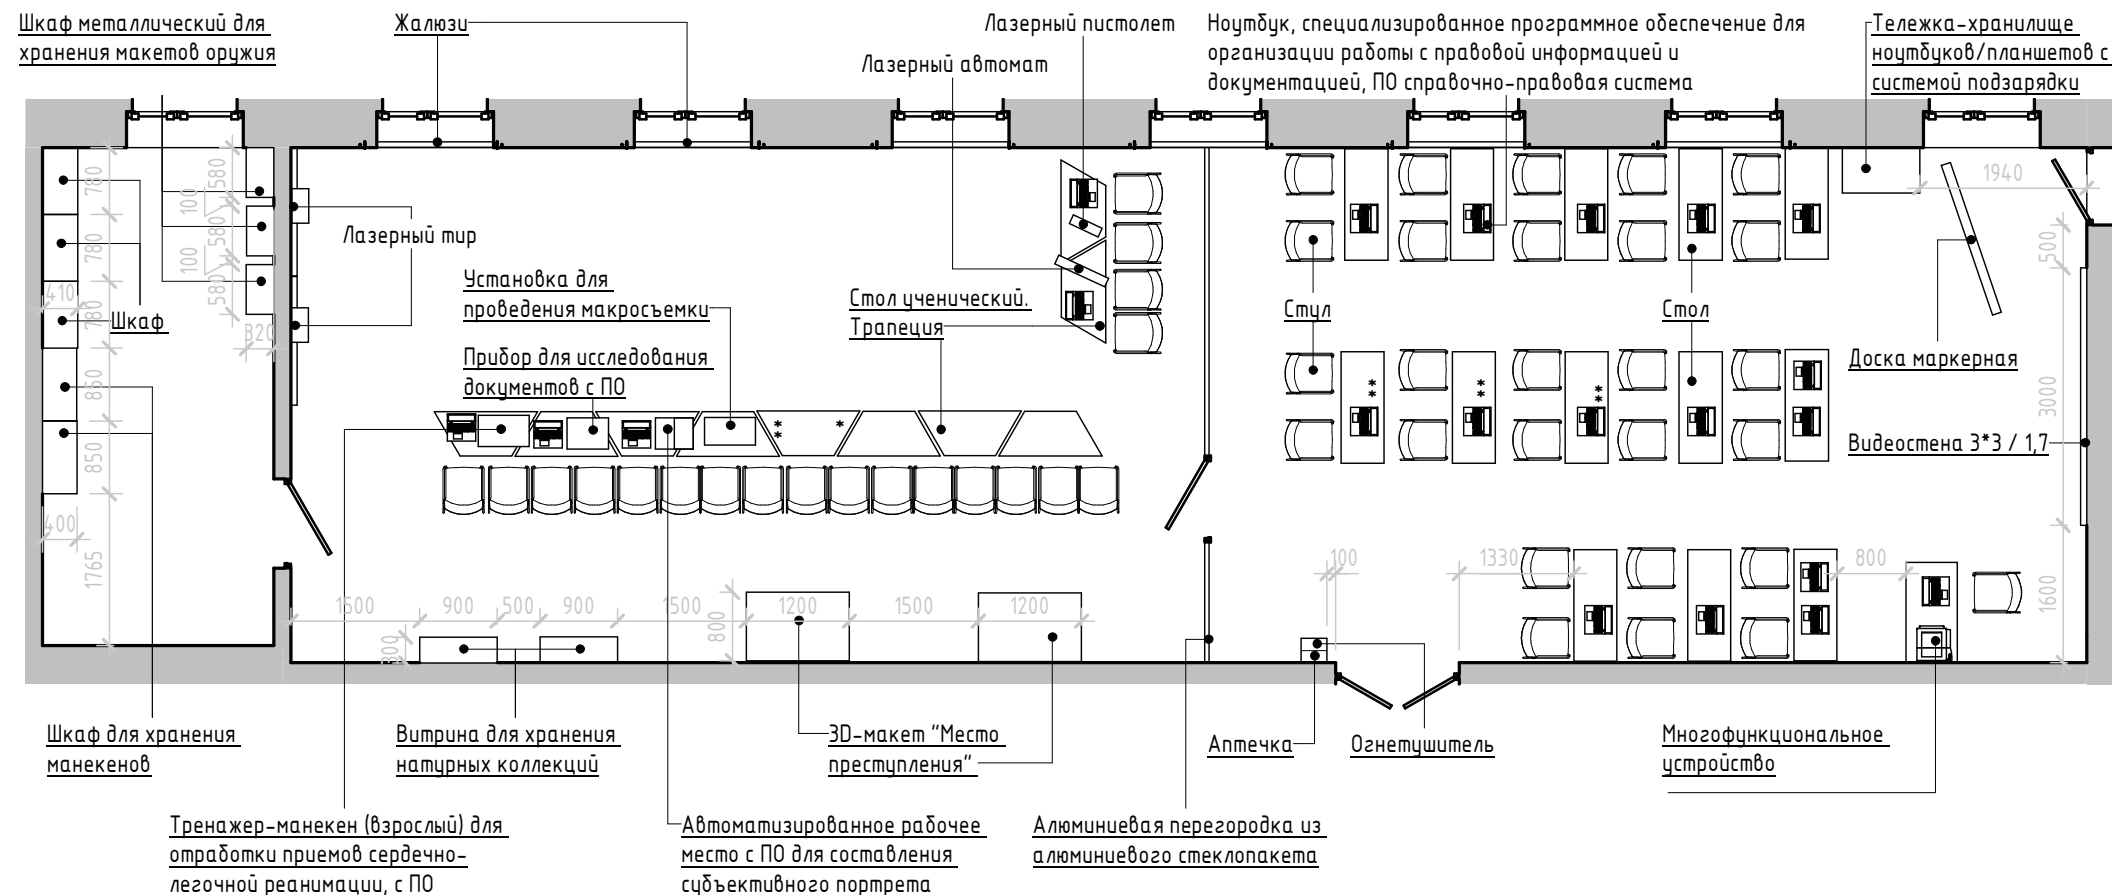 Шкаф металлический для
хранения макетов оружия
Жалюзи
Лазерный пистолет
Лазерный автомат
Ноутбук, специализированное программное обеспечение для
организации работы с правовой информацией и
документацией, ПО справочно-правовая система
Тележка-хранилище
ноутбуков/планшетов с
системой подзарядки
780
780
410
780
850
850
400
1765
580
100
580
100
580
320
Шкаф
Лазерный тир
Установка для
проведения макросъемки
Прибор для исследования
документов с ПО
Стол ученический.
Трапеция
* *
*
* *
* *
* *
Стул
Стол
1940
500
Доска маркерная
3000
Видеостена 3*3 / 1,7
1600
1500
900
500
900
1500
800
1200
1500
1200
300
100
1330
800
Шкаф для хранения
манекенов
Витрина для хранения
натурных коллекций
3D-макет "Место
преступления"
Аптечка
Огнетушитель
Многофункциональное
устройство
Тренажер-манекен (взрослый) для
отработки приемов сердечно-
легочной реанимации, с ПО
Автоматизированное рабочее
место с ПО для составления
субъективного портрета
Алюминиевая перегородка из
алюминиевого стеклопакета